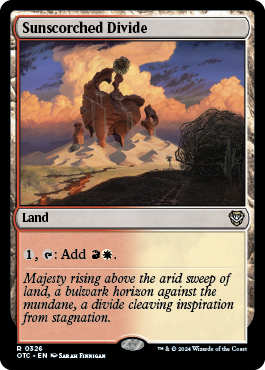 Sunscorched Divide
Land
1, : Add .
Majesty rising above the arid sweep of
land, a bulwark horizon against the
mundane, a divide cleaving inspiration
from stagnation.
R 0326
OTC • EN Sarah Finnigan
™ & © 2024 Wizards of the Coast